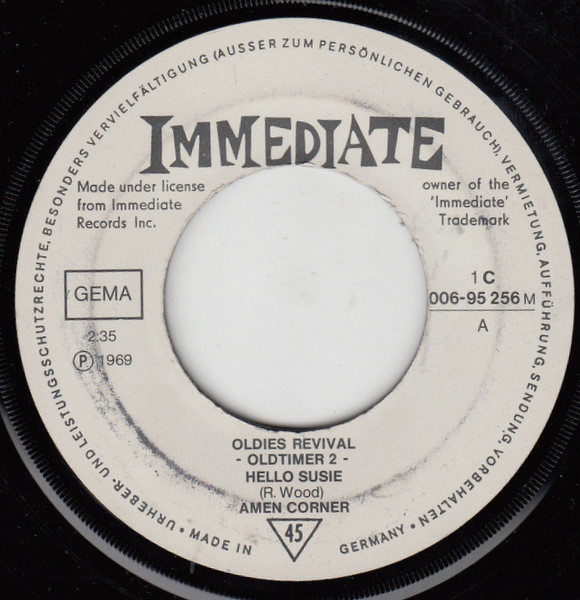 URHEBER- UND LEISTUNGSSCHUTZRECHTE, BESONDERS VERVIELFÄLTIGUNG (AUSSER ZUM PERSÖNLICHEN GEBRAUCH), VERMIETUNG, AUFFÜHRUNG, SENDUNG, VORBEHALTEN
IMMEDIATE
Made under license
from Immediate
Records Inc.
owner of the
'Immediate'
Trademark
GEMA
2:35
Ⓟ 1969
1 C
006-95 256 M
A
OLDIES REVIVAL
- OLDTIMER 2 -
HELLO SUSIE
(R. Wood)
AMEN CORNER
45
• MADE IN GERMANY •